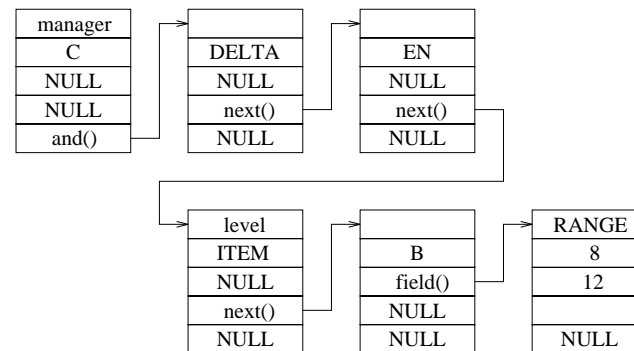 manager
C DELTA EN
NULL NULL NULL
NULL next() next()
and() NULL NULL
level RANGE
ITEM B 8
NULL field() 12
next() NULL
NULL NULL NULL